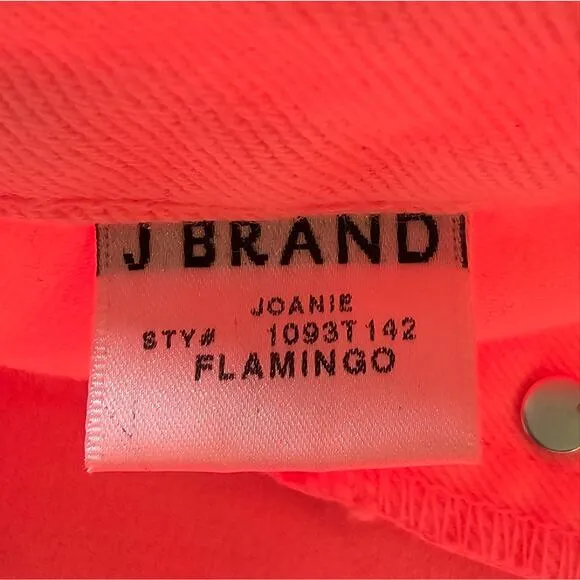 J BRAND
JOANIE
STY# 1093T142
FLAMINGO